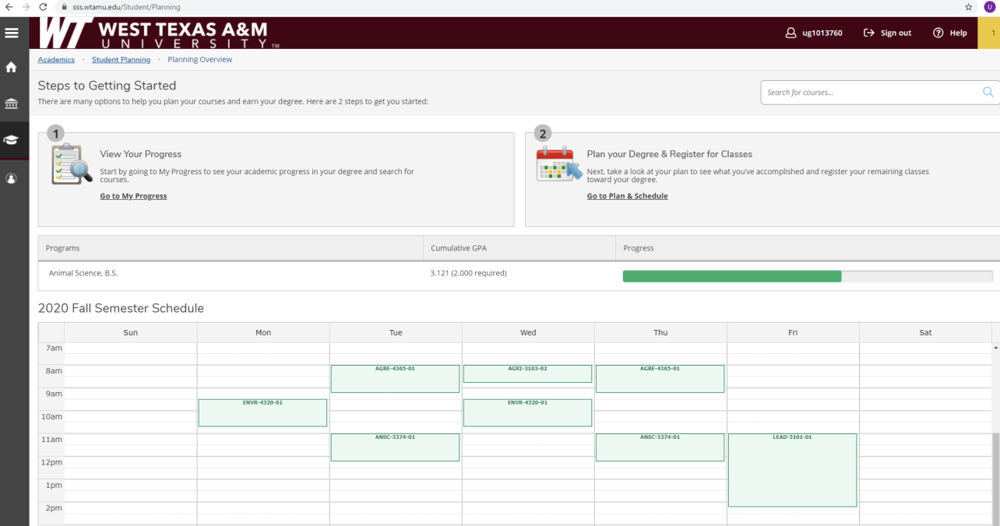 sss.wtamu.edu/Student/Planning
U
WT WEST TEXAS A&M
UNIVERSITY TM
ug1013760
Sign out
Help
1
Academics · Student Planning · Planning Overview
Steps to Getting Started
There are many options to help you plan your courses and earn your degree. Here are 2 steps to get you started:
Search for courses...
1
View Your Progress
Start by going to My Progress to see your academic progress in your degree and search for
courses.
Go to My Progress
2
Plan your Degree & Register for Classes
Next, take a look at your plan to see what you've accomplished and register your remaining classes
toward your degree.
Go to Plan & Schedule
Programs Cumulative GPA Progress
Animal Science, B.S. 3.121 (2.000 required)
2020 Fall Semester Schedule
Sun Mon Tue Wed Thu Fri Sat
7am
8am AGBE-4365-01 AGRI-3103-02 AGBE-4365-01
9am
ENVR-4320-01 ENVR-4320-01
10am
11am ANSC-3374-01 ANSC-3374-01 LEAD-3101-01
12pm
1pm
2pm